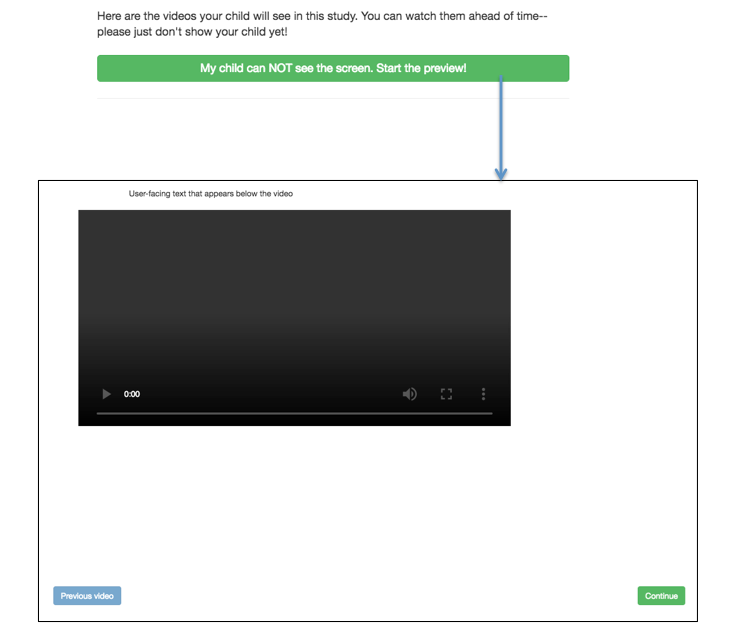 Here are the videos your child will see in this study. You can watch them ahead of time--
please just don't show your child yet!
My child can NOT see the screen. Start the preview!
User-facing text that appears below the video
0:00
Previous video
Continue